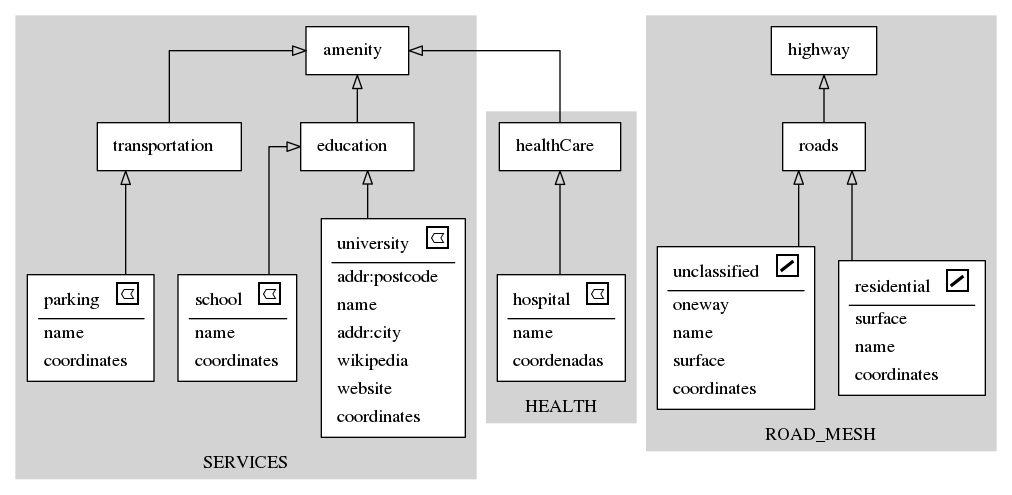 amenity
highway
transportation
education
healthCare
roads
parking
name
coordinates
school
name
coordinates
university
addr:postcode
name
addr:city
wikipedia
website
coordinates
hospital
name
coordenadas
unclassified
oneway
name
surface
coordinates
residential
surface
name
coordinates
SERVICES
HEALTH
ROAD_MESH